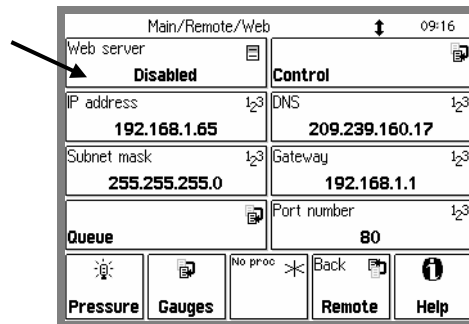 Main/Remote/Web 09:16
Web server
Disabled
Control
IP address 1₂3
192.168.1.65
DNS 1₂3
209.239.160.17
Subnet mask 1₂3
255.255.255.0
Gateway 1₂3
192.168.1.1
Queue
Port number 1₂3
80
Pressure
Gauges
No proc
Back
Remote
Help